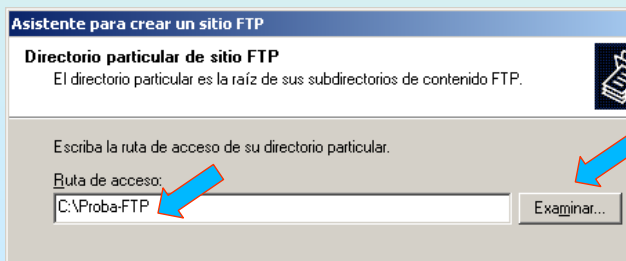 Asistente para crear un sitio FTP
Directorio particular de sitio FTP
El directorio particular es la raíz de sus subdirectorios de contenido FTP.
Escriba la ruta de acceso de su directorio particular.
Ruta de acceso:
C:\Proba-FTP
Examinar...